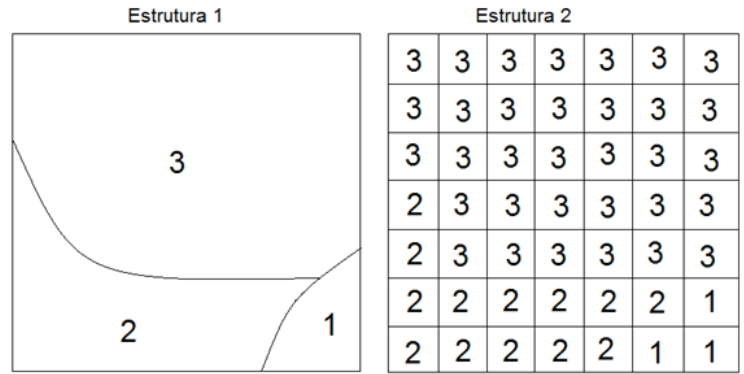 Estrutura 1
3
2
1
Estrutura 2
3 3 3 3 3 3 3
3 3 3 3 3 3 3
3 3 3 3 3 3 3
2 3 3 3 3 3 3
2 3 3 3 3 3 3
2 2 2 2 2 2 1
2 2 2 2 2 1 1